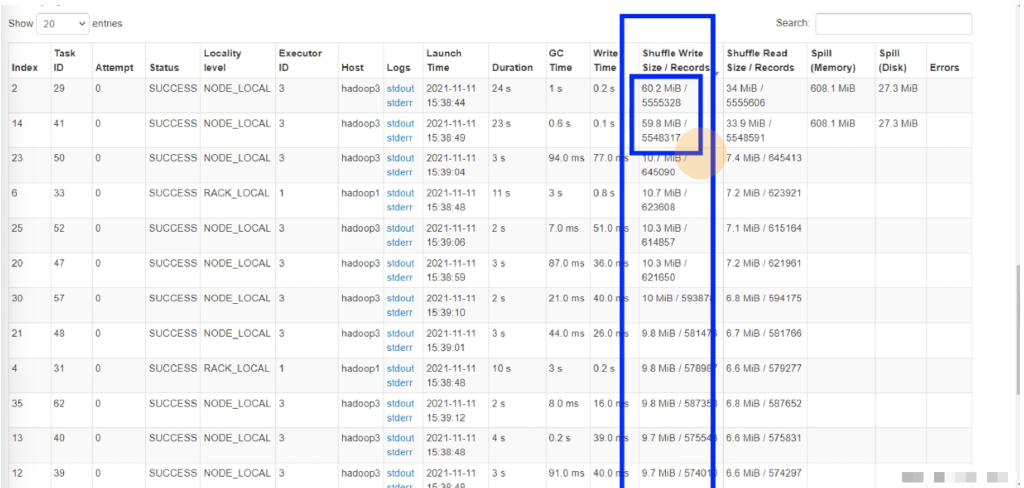 Show 20 entries Search:
Index Task ID Attempt Status Locality level Executor ID Host Logs Launch Time Duration GC Time Write Time Shuffle Write Size / Records Shuffle Read Size / Records Spill (Memory) Spill (Disk) Errors
2 29 0 SUCCESS NODE_LOCAL 3 hadoop3 stdout 2021-11-11 24 s 1 s 0.2 s 60.2 MiB / 34 MiB / 608.1 MiB 27.3 MiB
stderr 15:38:44 5555328 5555606
14 41 0 SUCCESS NODE_LOCAL 3 hadoop3 stdout 2021-11-11 23 s 0.6 s 0.1 s 59.8 MiB / 33.9 MiB / 608.1 MiB 27.3 MiB
stderr 15:38:49 5548317 5548591
23 50 0 SUCCESS NODE_LOCAL 3 hadoop3 stdout 2021-11-11 3 s 94.0 ms 77.0 ms 10.7 MiB / 7.4 MiB / 645413
stderr 15:39:04 645090
6 33 0 SUCCESS RACK_LOCAL 1 hadoop1 stdout 2021-11-11 11 s 3 s 0.8 s 10.7 MiB / 7.2 MiB / 623921
stderr 15:38:48 623608
25 52 0 SUCCESS NODE_LOCAL 3 hadoop3 stdout 2021-11-11 2 s 7.0 ms 51.0 ms 10.3 MiB / 7.1 MiB / 615164
stderr 15:39:06 614857
20 47 0 SUCCESS NODE_LOCAL 3 hadoop3 stdout 2021-11-11 3 s 87.0 ms 36.0 ms 10.3 MiB / 7.2 MiB / 621961
stderr 15:38:59 621650
30 57 0 SUCCESS NODE_LOCAL 3 hadoop3 stdout 2021-11-11 2 s 21.0 ms 40.0 ms 10 MiB / 6.8 MiB / 594175
stderr 15:39:10
21 48 0 SUCCESS NODE_LOCAL 3 hadoop3 stdout 2021-11-11 3 s 44.0 ms 26.0 ms 9.8 MiB / 6.7 MiB / 581766
stderr 15:39:01
4 31 0 SUCCESS RACK_LOCAL 1 hadoop1 stdout 2021-11-11 10 s 3 s 0.2 s 9.8 MiB / 6.6 MiB / 579277
stderr 15:38:48
35 62 0 SUCCESS NODE_LOCAL 3 hadoop3 stdout 2021-11-11 2 s 8.0 ms 16.0 ms 9.8 MiB / 6.8 MiB / 587652
stderr 15:39:12
13 40 0 SUCCESS NODE_LOCAL 3 hadoop3 stdout 2021-11-11 4 s 0.2 s 39.0 ms 9.7 MiB / 6.6 MiB / 575831
stderr 15:38:48
12 39 0 SUCCESS NODE_LOCAL 3 hadoop3 stdout 2021-11-11 3 s 91.0 ms 40.0 ms 9.7 MiB / 6.6 MiB / 574297
stderr 15:38:49